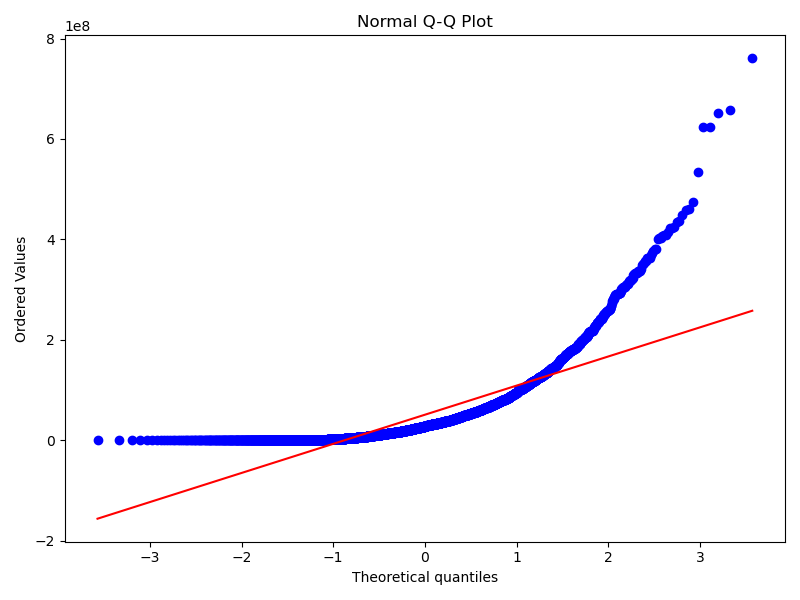 Normal Q-Q Plot
1e8
8
6
4
2
0
−2
Ordered Values
−3 −2 −1 0 1 2 3
Theoretical quantiles